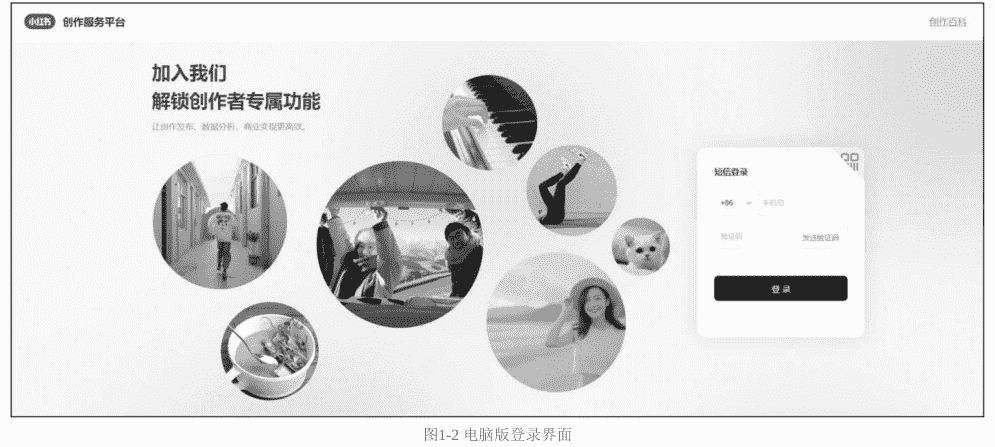 小红书 创作服务平台
创作百科
加入我们
解锁创作者专属功能
让创作发布、数据分析、商业变现更高效。
短信登录
+86 手机号
验证码 发送验证码
登 录
图1-2 电脑版登录界面